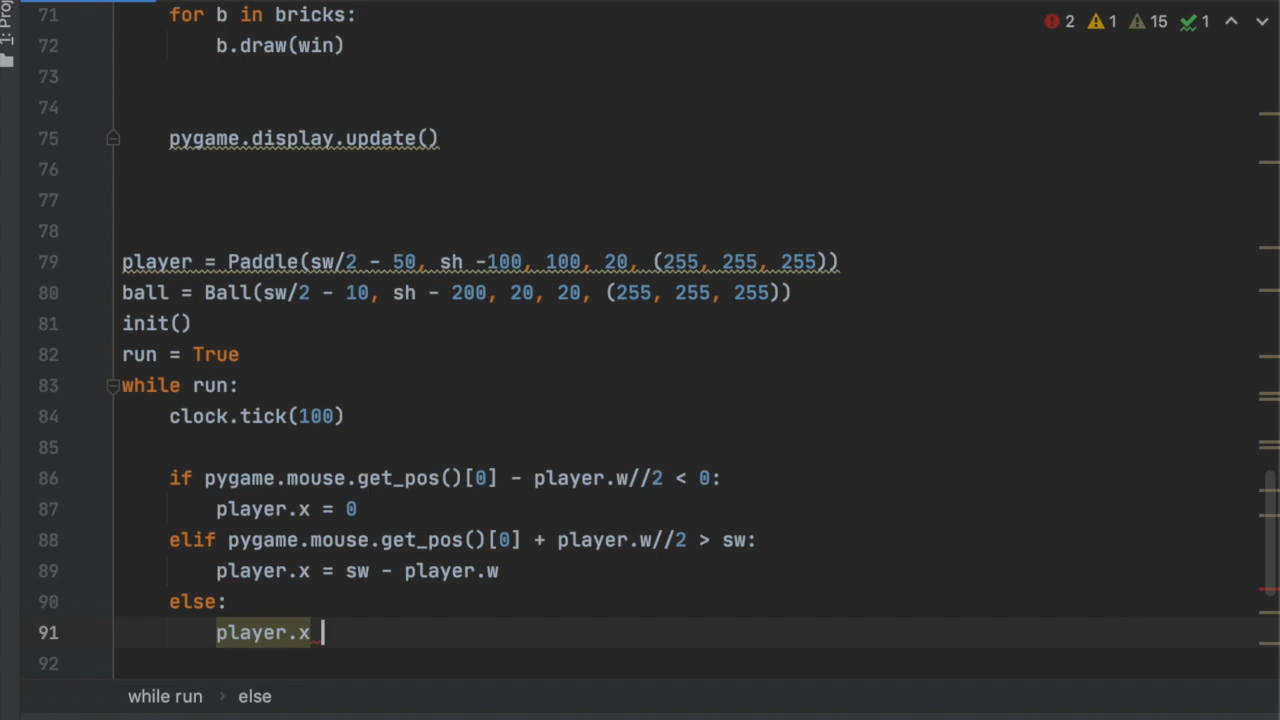 1: Proj
2 1 15 1
71 for b in bricks:
72 b.draw(win)
73
74
75 pygame.display.update()
76
77
78
79 player = Paddle(sw/2 - 50, sh -100, 100, 20, (255, 255, 255))
80 ball = Ball(sw/2 - 10, sh - 200, 20, 20, (255, 255, 255))
81 init()
82 run = True
83 while run:
84 clock.tick(100)
85
86 if pygame.mouse.get_pos()[0] - player.w//2 < 0:
87 player.x = 0
88 elif pygame.mouse.get_pos()[0] + player.w//2 > sw:
89 player.x = sw - player.w
90 else:
91 player.x
92
while run › else